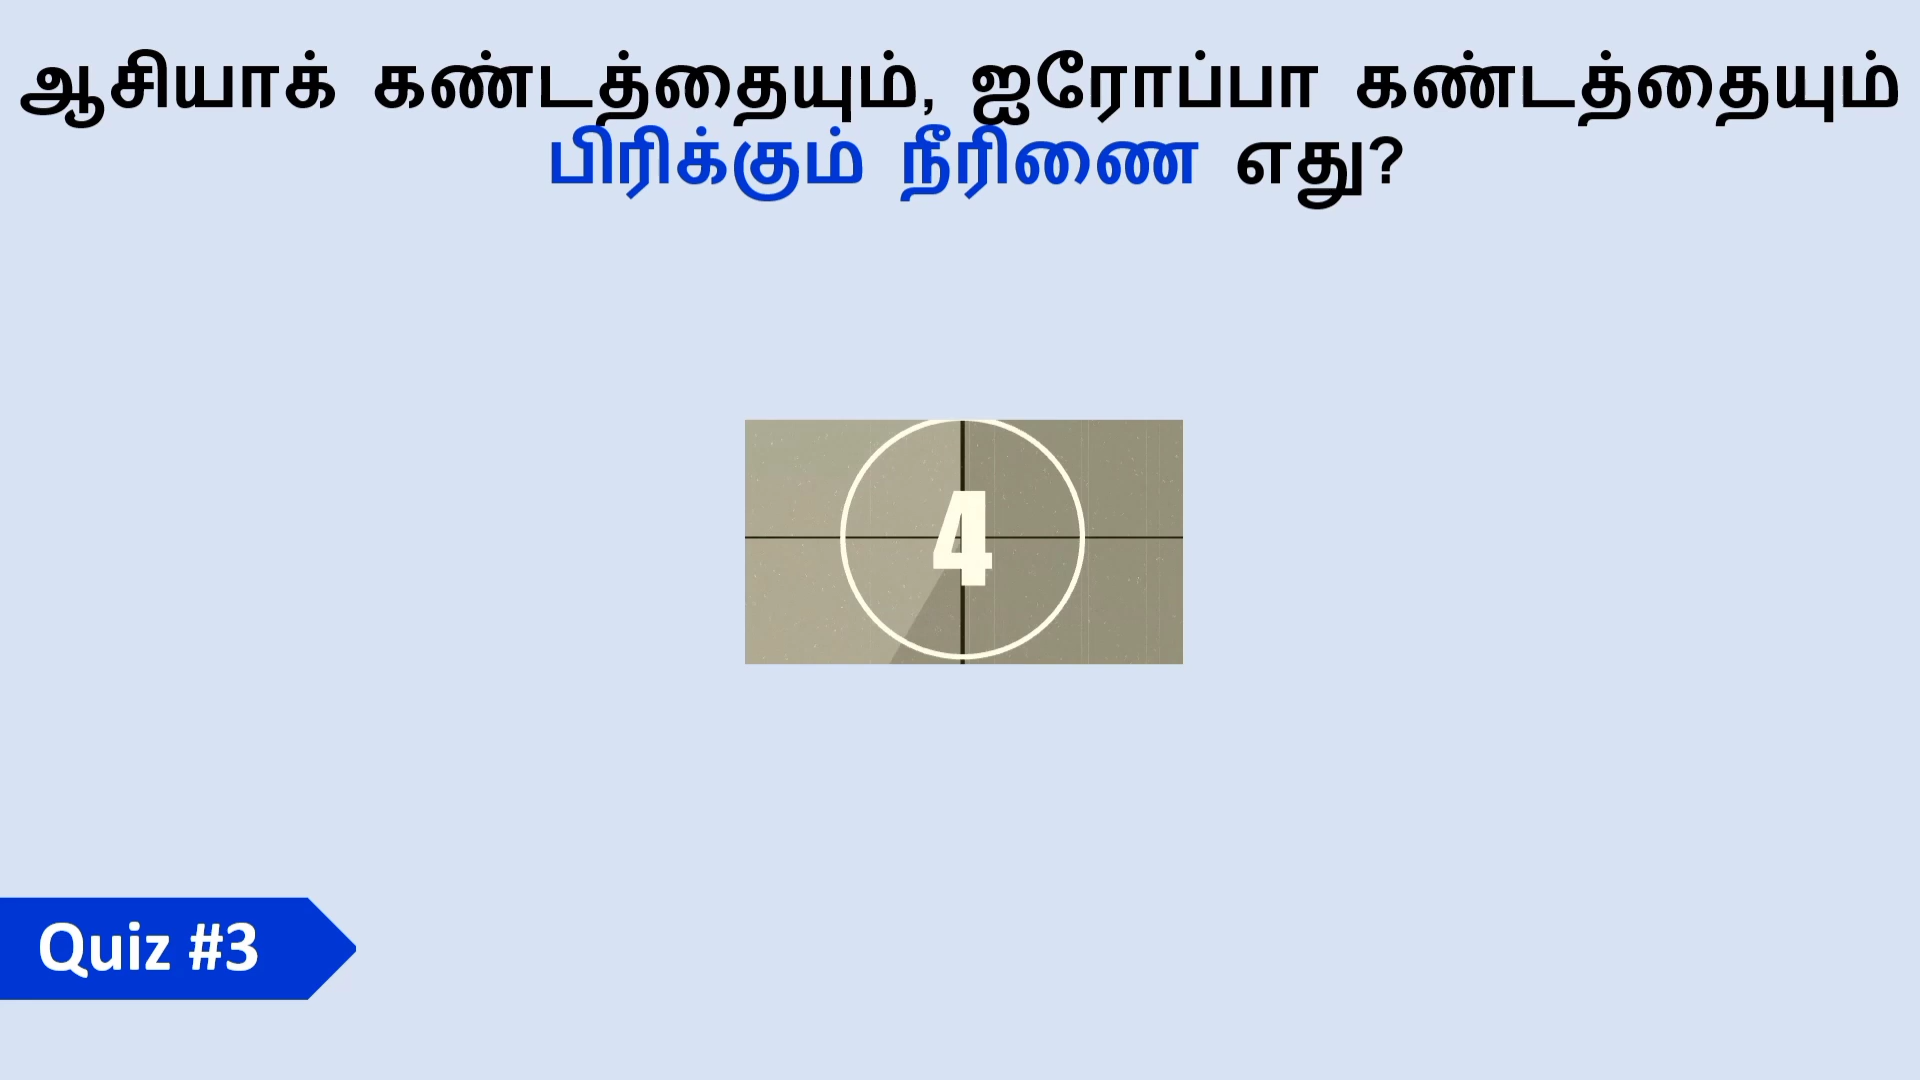 ஆசியாக் கண்டத்தையும், ஐரோப்பா கண்டத்தையும்
பிரிக்கும் நீரிணை எது?
4
Quiz #3